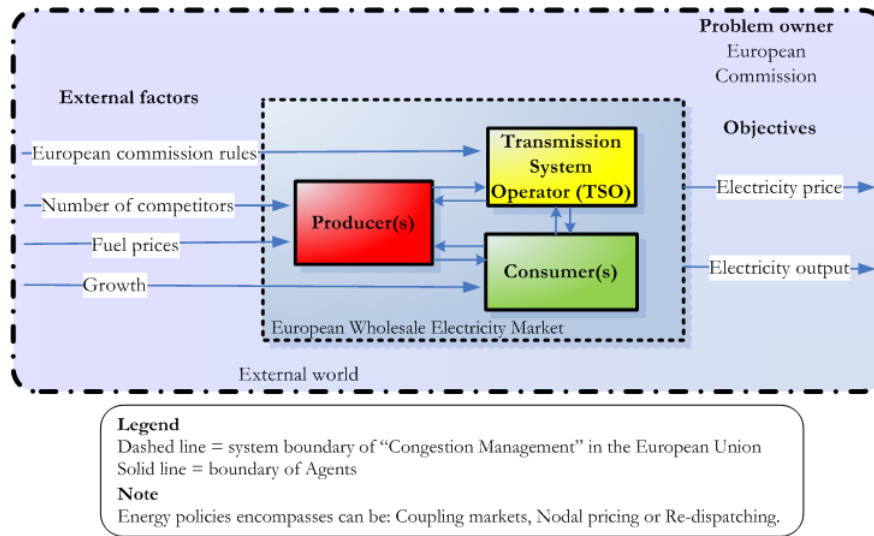 Problem owner
European
Commission
External factors
Objectives
European commission rules
Number of competitors
Fuel prices
Growth
Transmission
System
Operator (TSO)
Producer(s)
Consumer(s)
European Wholesale Electricity Market
Electricity price
Electricity output
External world
Legend
Dashed line = system boundary of “Congestion Management” in the European Union
Solid line = boundary of Agents
Note
Energy policies encompasses can be: Coupling markets, Nodal pricing or Re-dispatching.